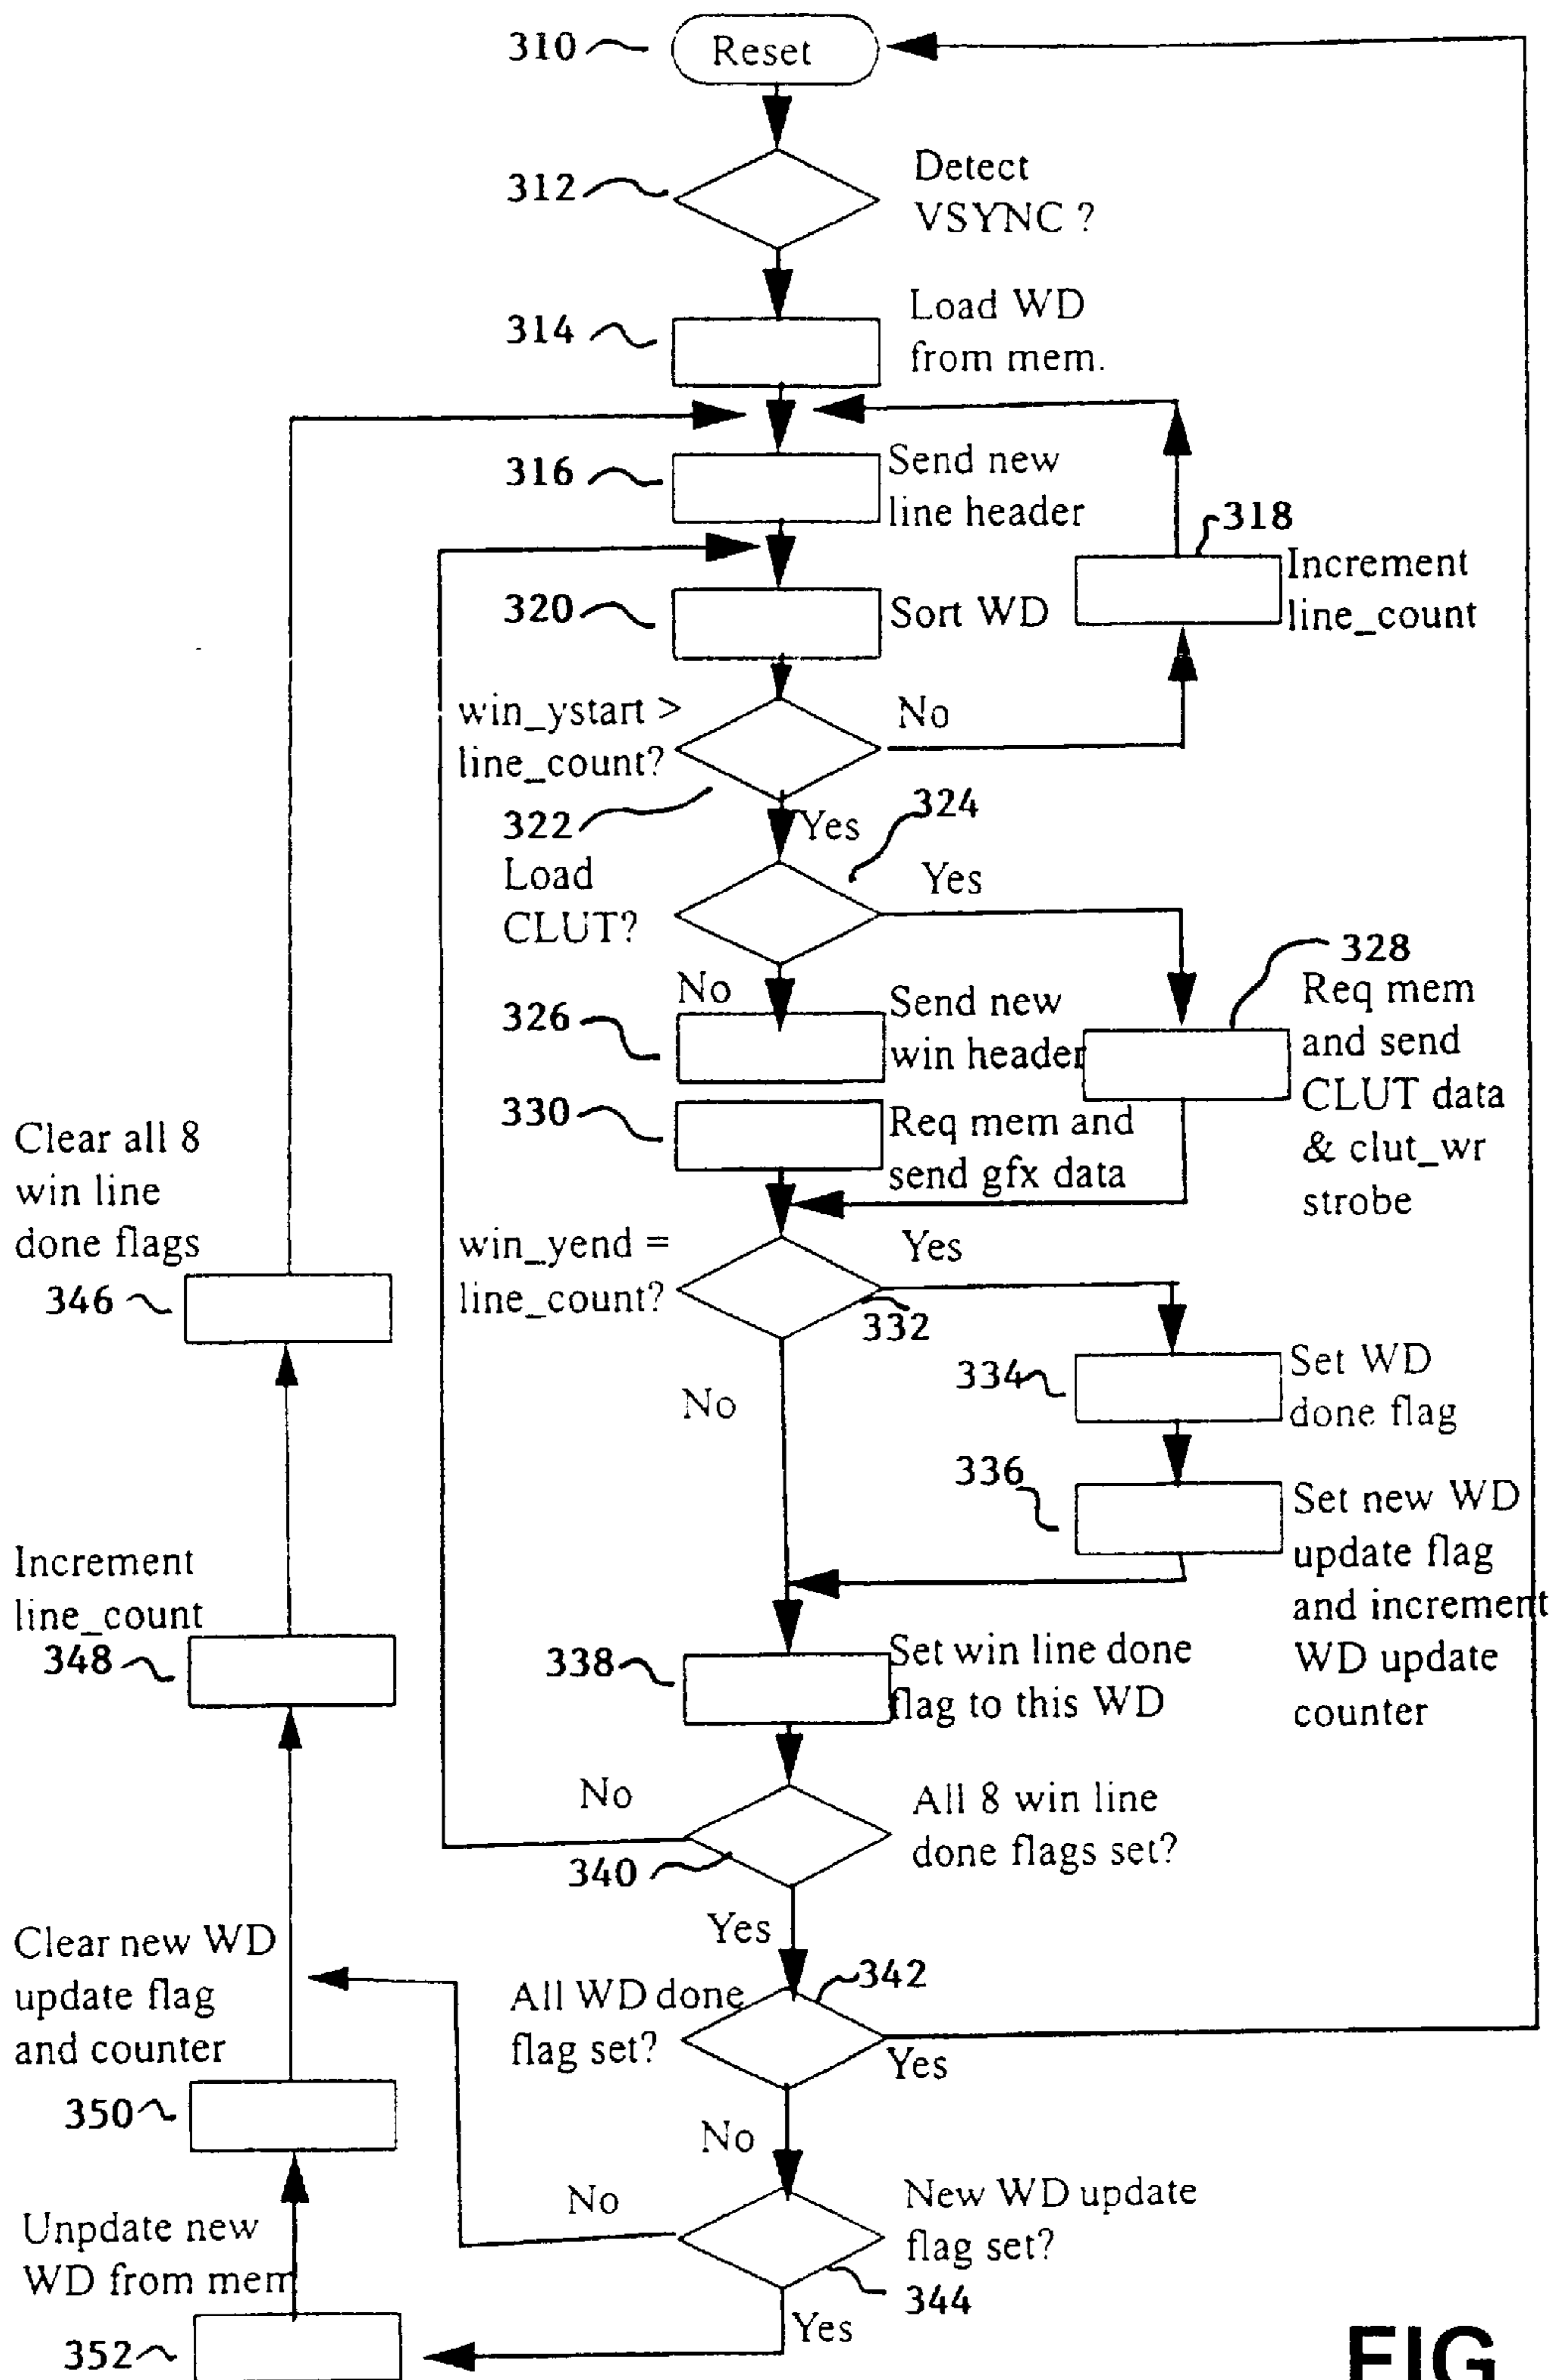 310
Reset
312
Detect
VSYNC ?
314
Load WD
from mem.
316
Send new
line header
318
Increment
line_count
320
Sort WD
win_ystart >
line_count?
No
322
Yes
324
Load
CLUT?
Yes
328
No
326
Send new
win header
Req mem
and send
CLUT data
& clut_wr
strobe
330
Req mem and
send gfx data
Clear all 8
win line
done flags
346
win_yend =
line_count?
Yes
332
No
334
Set WD
done flag
336
Set new WD
update flag
and increment
WD update
counter
Increment
line_count
348
338
Set win line done
flag to this WD
No
340
All 8 win line
done flags set?
Yes
Clear new WD
update flag
and counter
350
All WD done
flag set?
342
Yes
No
No
New WD update
flag set?
344
Yes
Unpdate new
WD from mem
352
FIG